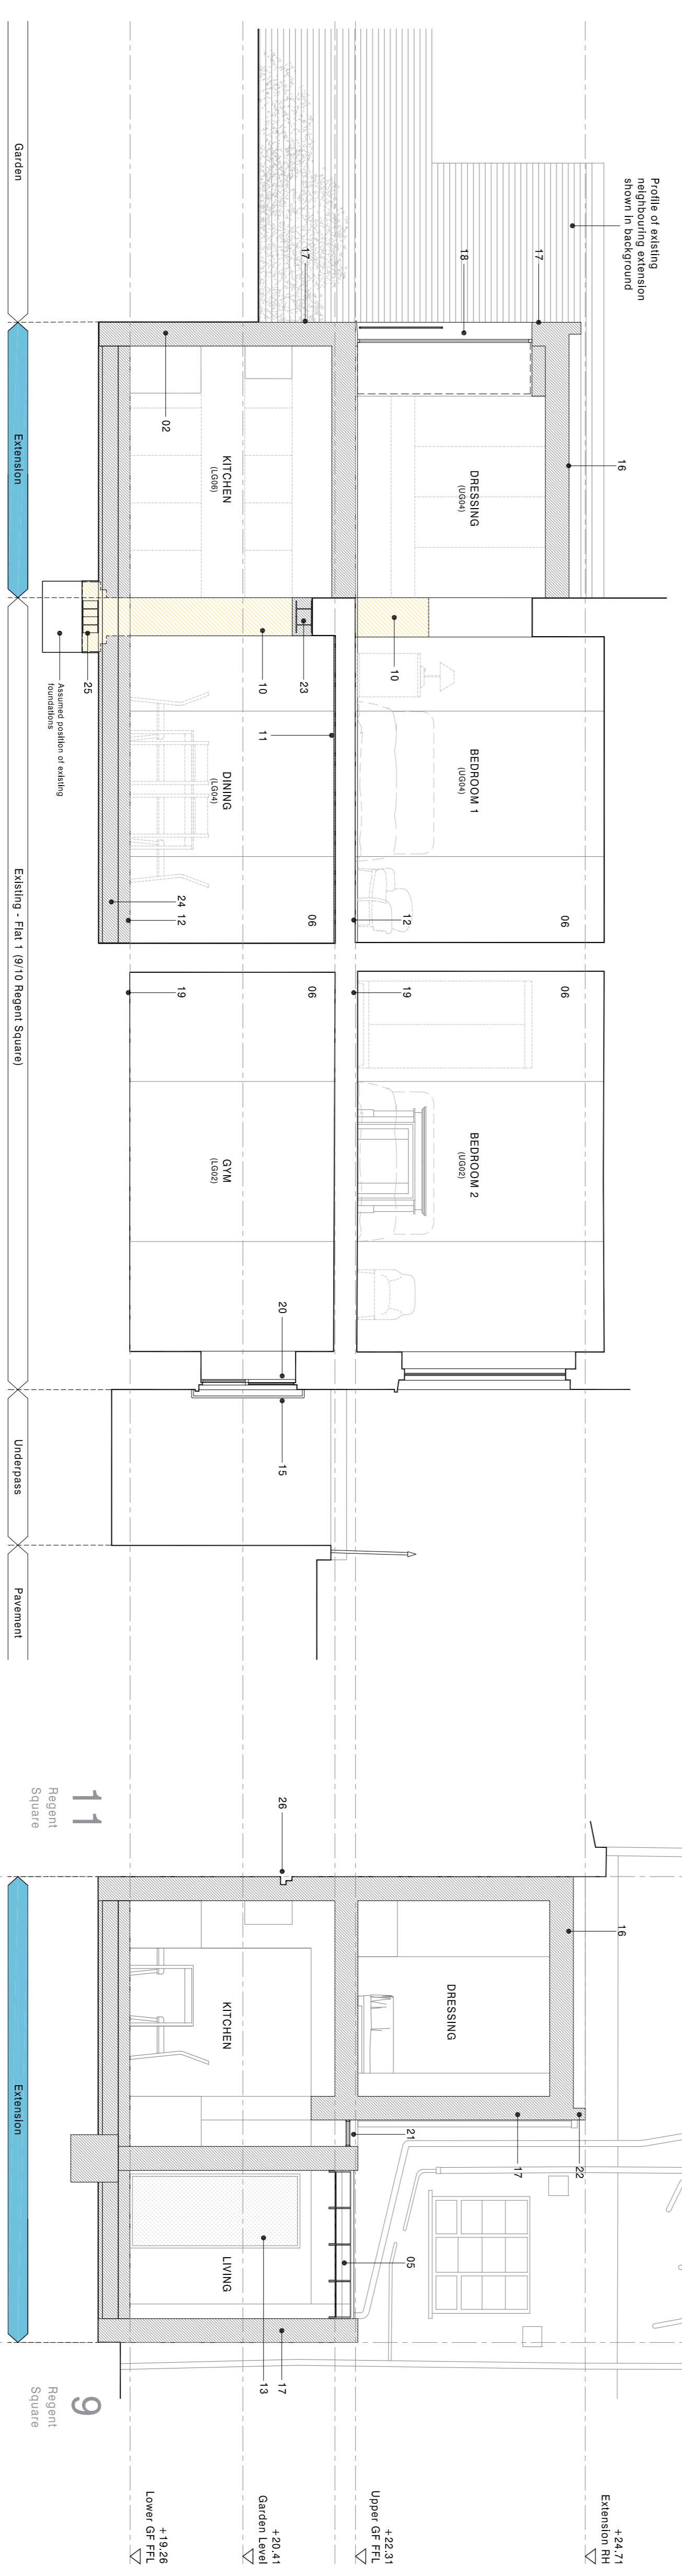 Profile of existing
neighbouring extension
shown in background
17
18
17
16
02
KITCHEN
(LG06)
DRESSING
(UG04)
10
23
25
Assumed position of existing
foundations
10
11
DINING
(LG04)
BEDROOM 1
(UG04)
24
12
06
12
06
19
06
19
06
GYM
(LG02)
BEDROOM 2
(UG02)
20
15
Garden
Extension
Existing - Flat 1 (9/10 Regent Square)
Underpass
Pavement
11
Regent
Square
26
16
KITCHEN
DRESSING
21
17
22
LIVING
05
13
17
Extension
9
Regent
Square
+24.71
Extension RH
+22.31
Upper GF FFL
+20.41
Garden Level
+19.26
Lower GF FFL